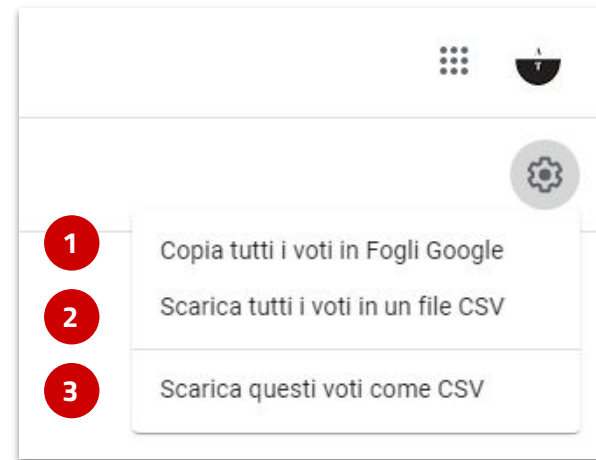 1 Copia tutti i voti in Fogli Google
2 Scarica tutti i voti in un file CSV
3 Scarica questi voti come CSV